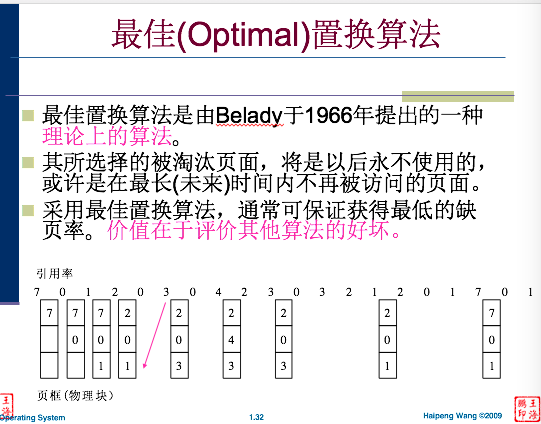 最佳(Optimal)置换算法
最佳置换算法是由Belady于1966年提出的一种
理论上的算法。
其所选择的被淘汰页面，将是以后永不使用的，
或许是在最长(未来)时间内不再被访问的页面。
采用最佳置换算法，通常可保证获得最低的缺
页率。价值在于评价其他算法的好坏。
引用率
7 0 1 2 0 3 0 4 2 3 0 3 2 1 2 0 1 7 0 1
7 7 7 2 2 2 2 2 7
0 0 0 0 4 0 0 0
1 1 3 3 3 1 1
页框(物理块)
Operating System
1.32
Haipeng Wang ©2009
王海
鹏印